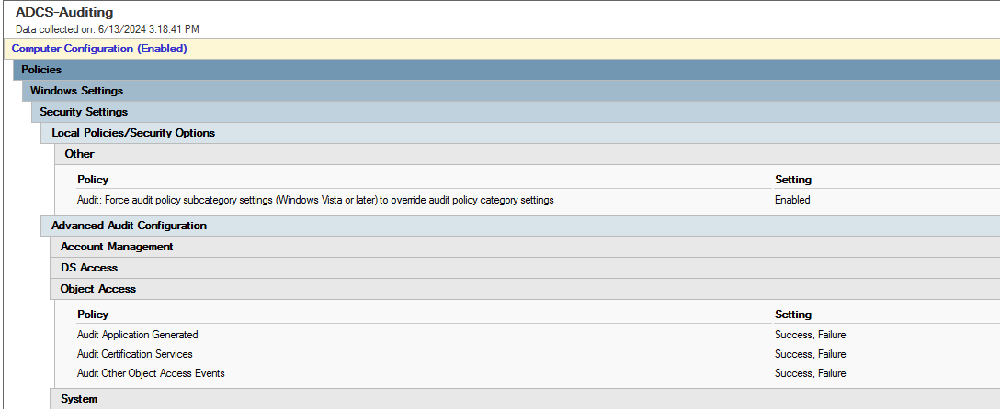 ADCS-Auditing
Data collected on: 6/13/2024 3:18:41 PM
Computer Configuration (Enabled)
Policies
Windows Settings
Security Settings
Local Policies/Security Options
Other
Policy Setting
Audit: Force audit policy subcategory settings (Windows Vista or later) to override audit policy category settings Enabled
Advanced Audit Configuration
Account Management
DS Access
Object Access
Policy Setting
Audit Application Generated Success, Failure
Audit Certification Services Success, Failure
Audit Other Object Access Events Success, Failure
System